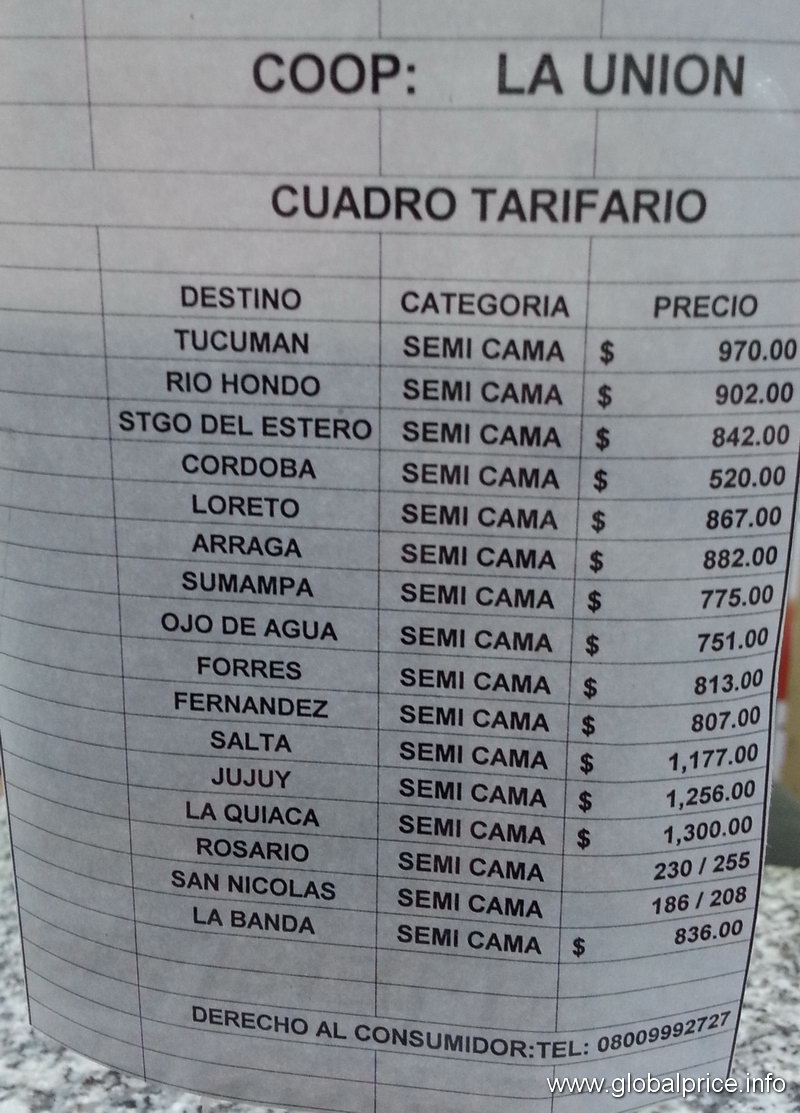 COOP: LA UNION
CUADRO TARIFARIO
DESTINO CATEGORIA PRECIO
TUCUMAN SEMI CAMA $ 970.00
RIO HONDO SEMI CAMA $ 902.00
STGO DEL ESTERO SEMI CAMA $ 842.00
CORDOBA SEMI CAMA $ 520.00
LORETO SEMI CAMA $ 867.00
ARRAGA SEMI CAMA $ 882.00
SUMAMPA SEMI CAMA $ 775.00
OJO DE AGUA SEMI CAMA $ 751.00
FORRES SEMI CAMA $ 813.00
FERNANDEZ SEMI CAMA $ 807.00
SALTA SEMI CAMA $ 1,177.00
JUJUY SEMI CAMA $ 1,256.00
LA QUIACA SEMI CAMA $ 1,300.00
ROSARIO SEMI CAMA 230 / 255
SAN NICOLAS SEMI CAMA 186 / 208
LA BANDA SEMI CAMA $ 836.00
DERECHO AL CONSUMIDOR:TEL: 08009992727
www.globalprice.info